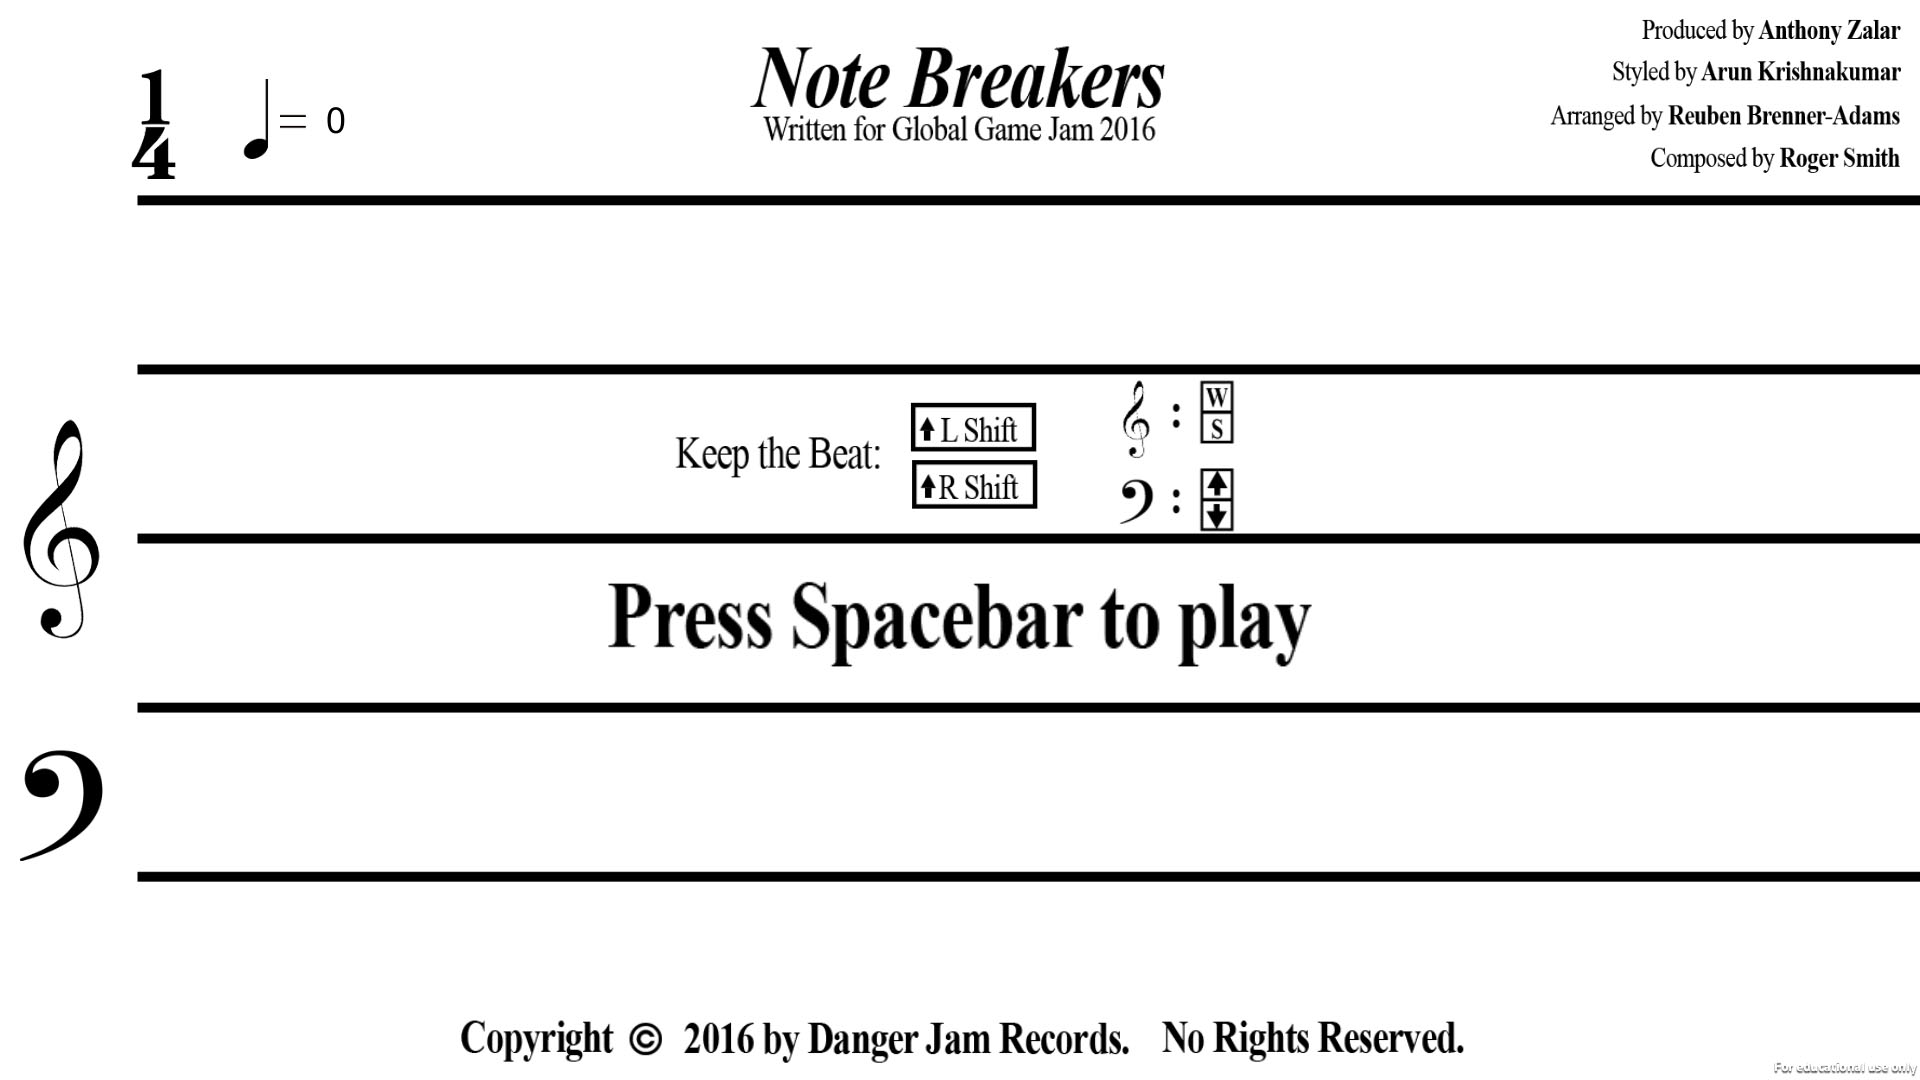 1
4
= 0
Note Breakers
Written for Global Game Jam 2016
Produced by Anthony Zalar
Styled by Arun Krishnakumar
Arranged by Reuben Brenner-Adams
Composed by Roger Smith
Keep the Beat:
L Shift
R Shift
: W
S
:
Press Spacebar to play
Copyright © 2016 by Danger Jam Records. No Rights Reserved.
For educational use only